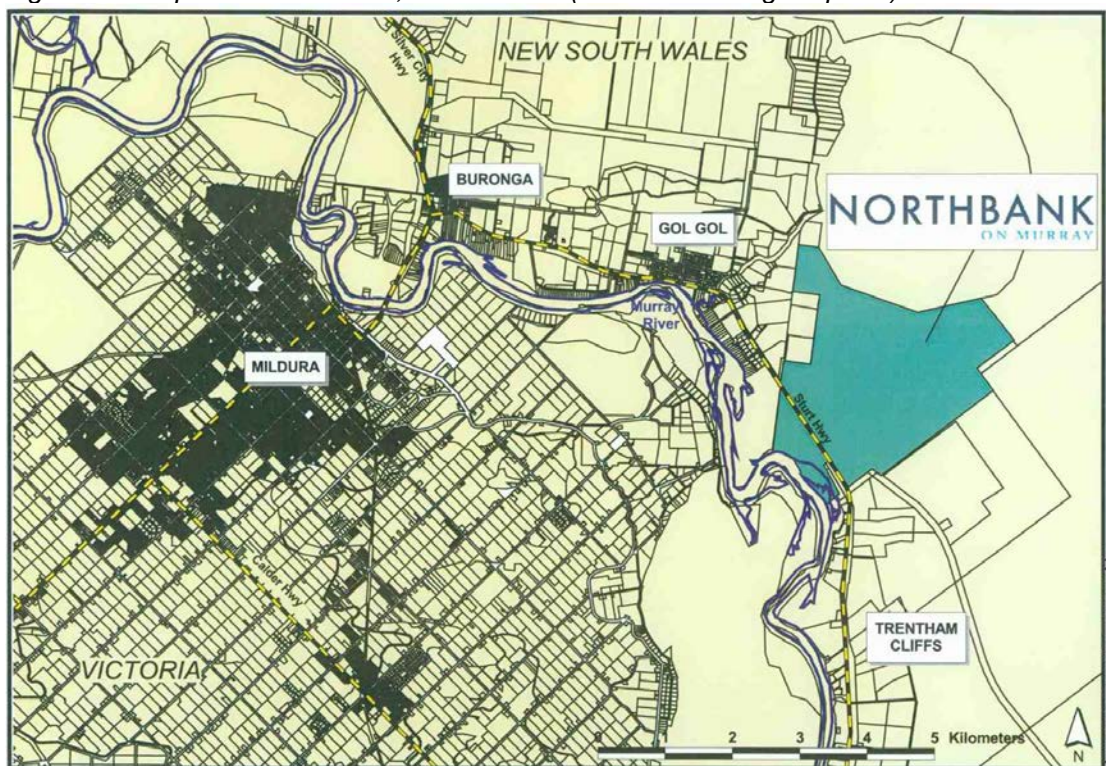 NEW SOUTH WALES
Silver City
Hwy
BURONGA
NORTHBANK
ON MURRAY
GOL GOL
Murray
River
MILDURA
Sturt Hwy
Calder Hwy
TRENTHAM
CLIFFS
VICTORIA
0 1 2 3 4 5 Kilometers
N